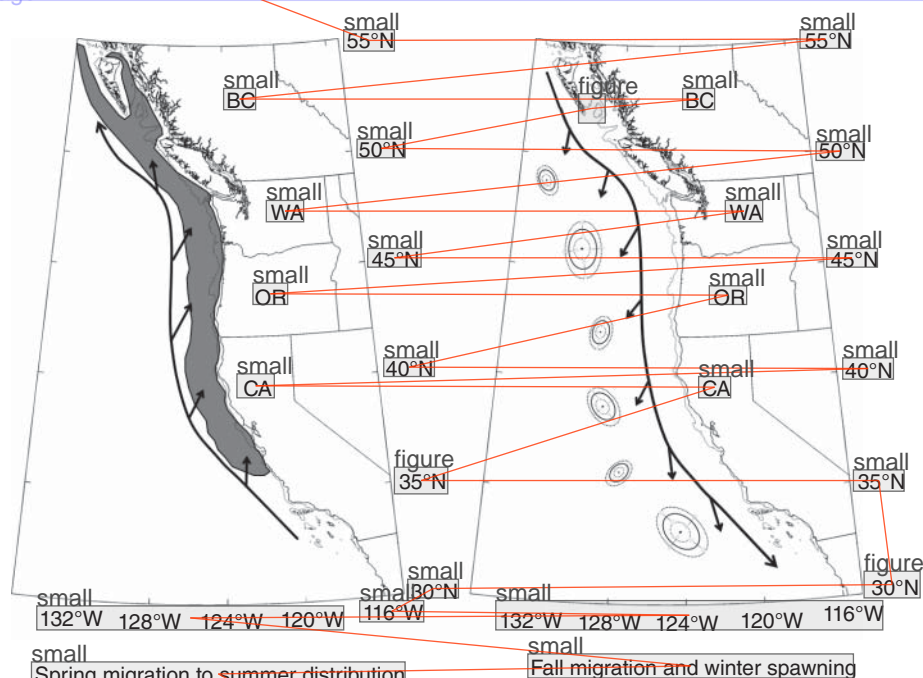 small
55°N
small
55°N
small
BC
small
BC
figure
small
50°N
small
50°N
small
WA
small
WA
small
45°N
small
45°N
small
OR
small
OR
small
40°N
small
40°N
small
CA
small
CA
figure
35°N
small
35°N
small
30°N
figure
30°N
small
132°W 128°W 124°W 120°W
small
116°W
small
132°W 128°W 124°W 120°W 116°W
small
Spring migration to summer distribution
small
Fall migration and winter spawning